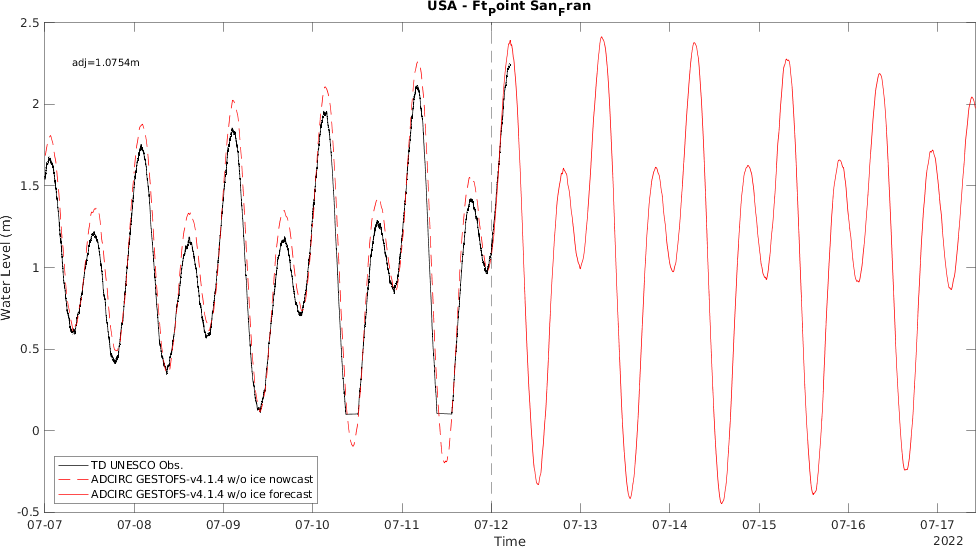 USA - FtPoint SanFran
adj=1.0754m
2.5
2
1.5
1
0.5
0
-0.5
Water Level (m)
TD UNESCO Obs.
ADCIRC GESTOFS-v4.1.4 w/o ice nowcast
ADCIRC GESTOFS-v4.1.4 w/o ice forecast
07-07 07-08 07-09 07-10 07-11 07-12 07-13 07-14 07-15 07-16 07-17
Time
2022